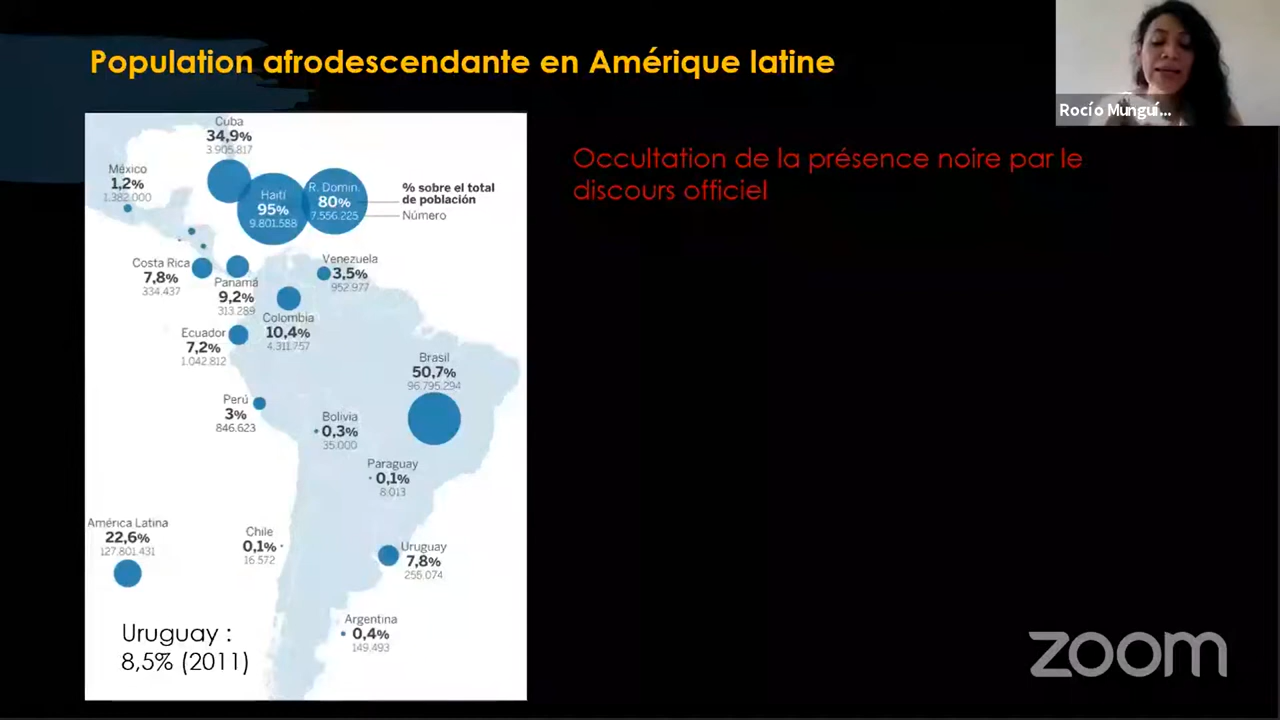 Population afrodescendante en Amérique latine
Rocío Munguí...
Occultation de la présence noire par le
discours officiel
Cuba
34,9%
3.905.817
México
1,2%
1.382.000
Haití
95%
9.801.588
R. Domin.
80%
7.556.225
% sobre el total
de población
Número
Costa Rica
7,8%
334.437
Panamá
9,2%
313.289
Venezuela
3,5%
952.977
Colombia
10,4%
4.311.757
Ecuador
7,2%
1.042.812
Brasil
50,7%
96.795.294
Perú
3%
846.623
Bolivia
0,3%
35.000
Paraguay
0,1%
8.013
América Latina
22,6%
127.801.431
Chile
0,1%
16.572
Uruguay
7,8%
255.074
Argentina
0,4%
149.493
Uruguay :
8,5% (2011)
zoom